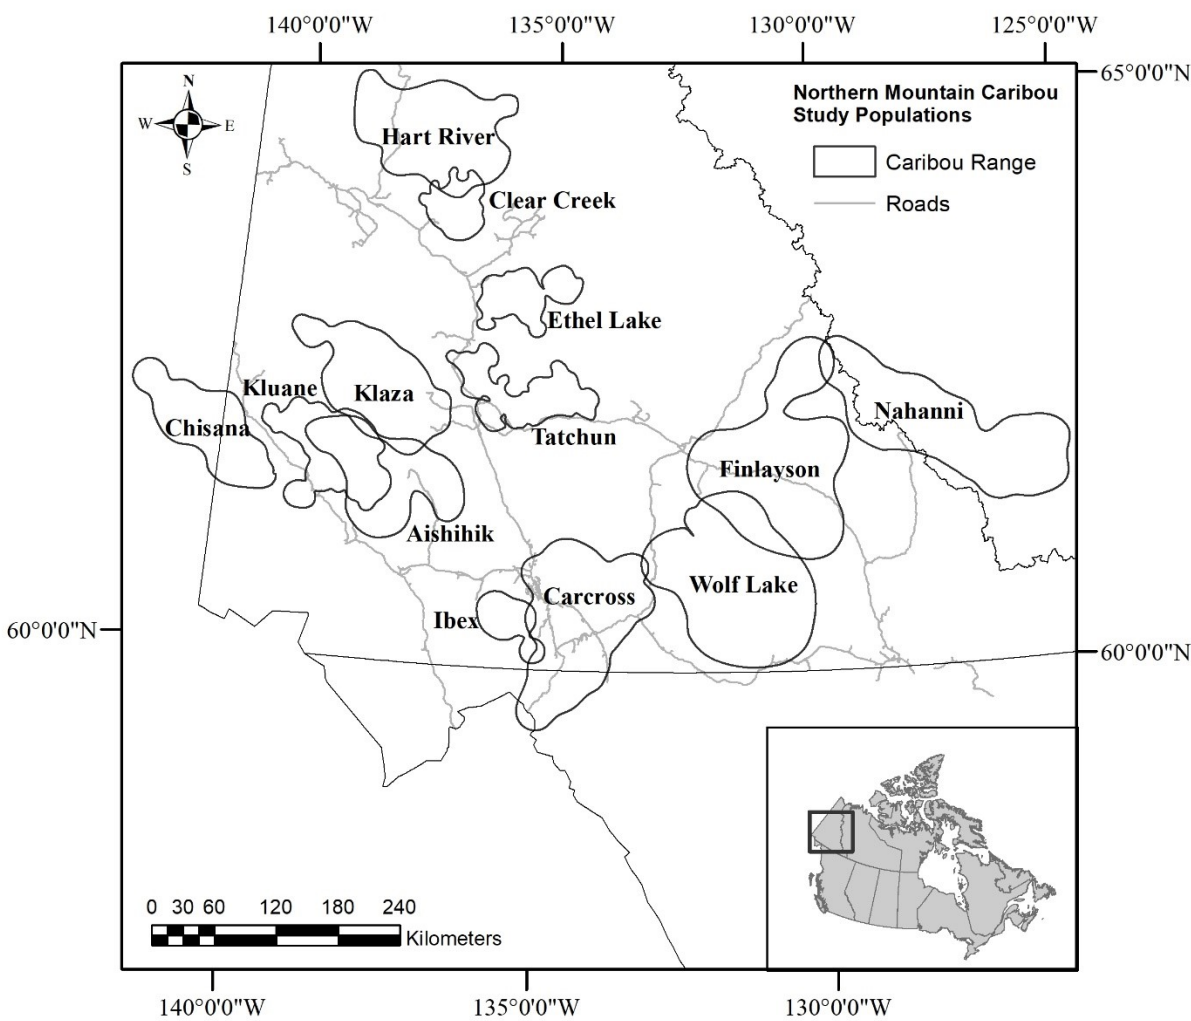 140°0'0"W 135°0'0"W 130°0'0"W 125°0'0"W
65°0'0"N
N
W E
S
Northern Mountain Caribou
Study Populations
Caribou Range
Roads
Hart River
Clear Creek
Ethel Lake
Kluane
Klaza
Chisana
Tatchun
Nahanni
Finlayson
Aishihik
Wolf Lake
Carcross
Ibex
60°0'0"N
60°0'0"N
0 30 60 120 180 240
Kilometers
140°0'0"W 135°0'0"W 130°0'0"W